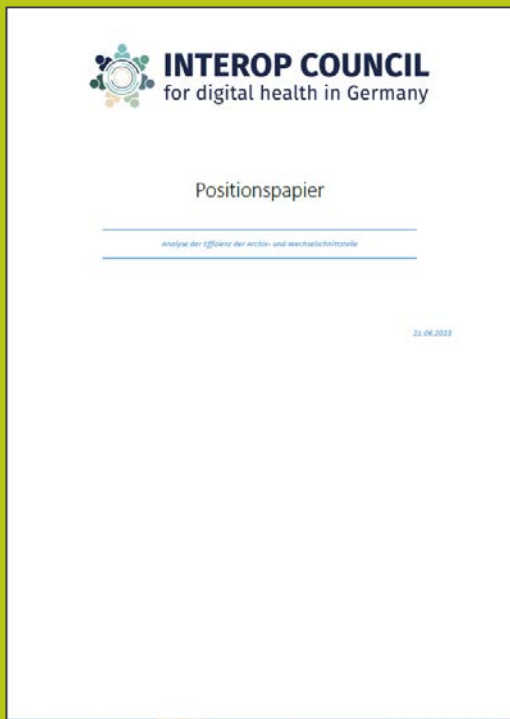 INTEROP COUNCIL
for digital health in Germany
Positionspapier
Analyse der Effizienz der Archiv- und Wechselschnittstelle
21.06.2023